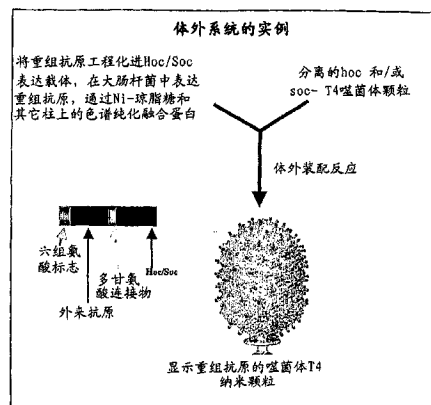 体外系统的实例
将重组抗原工程化进Hoc/Soc
表达载体，在大肠杆菌中表达
重组抗原，通过Ni-琼脂糖和
其它柱上的色谱纯化融合蛋白
分离的hoc 和/或
soc- T4噬菌体颗粒
体外装配反应
六组氨
酸标志
外来抗原
多甘氨
酸连接物
Hoc/Soc
显示重组抗原的噬菌体T4
纳米颗粒